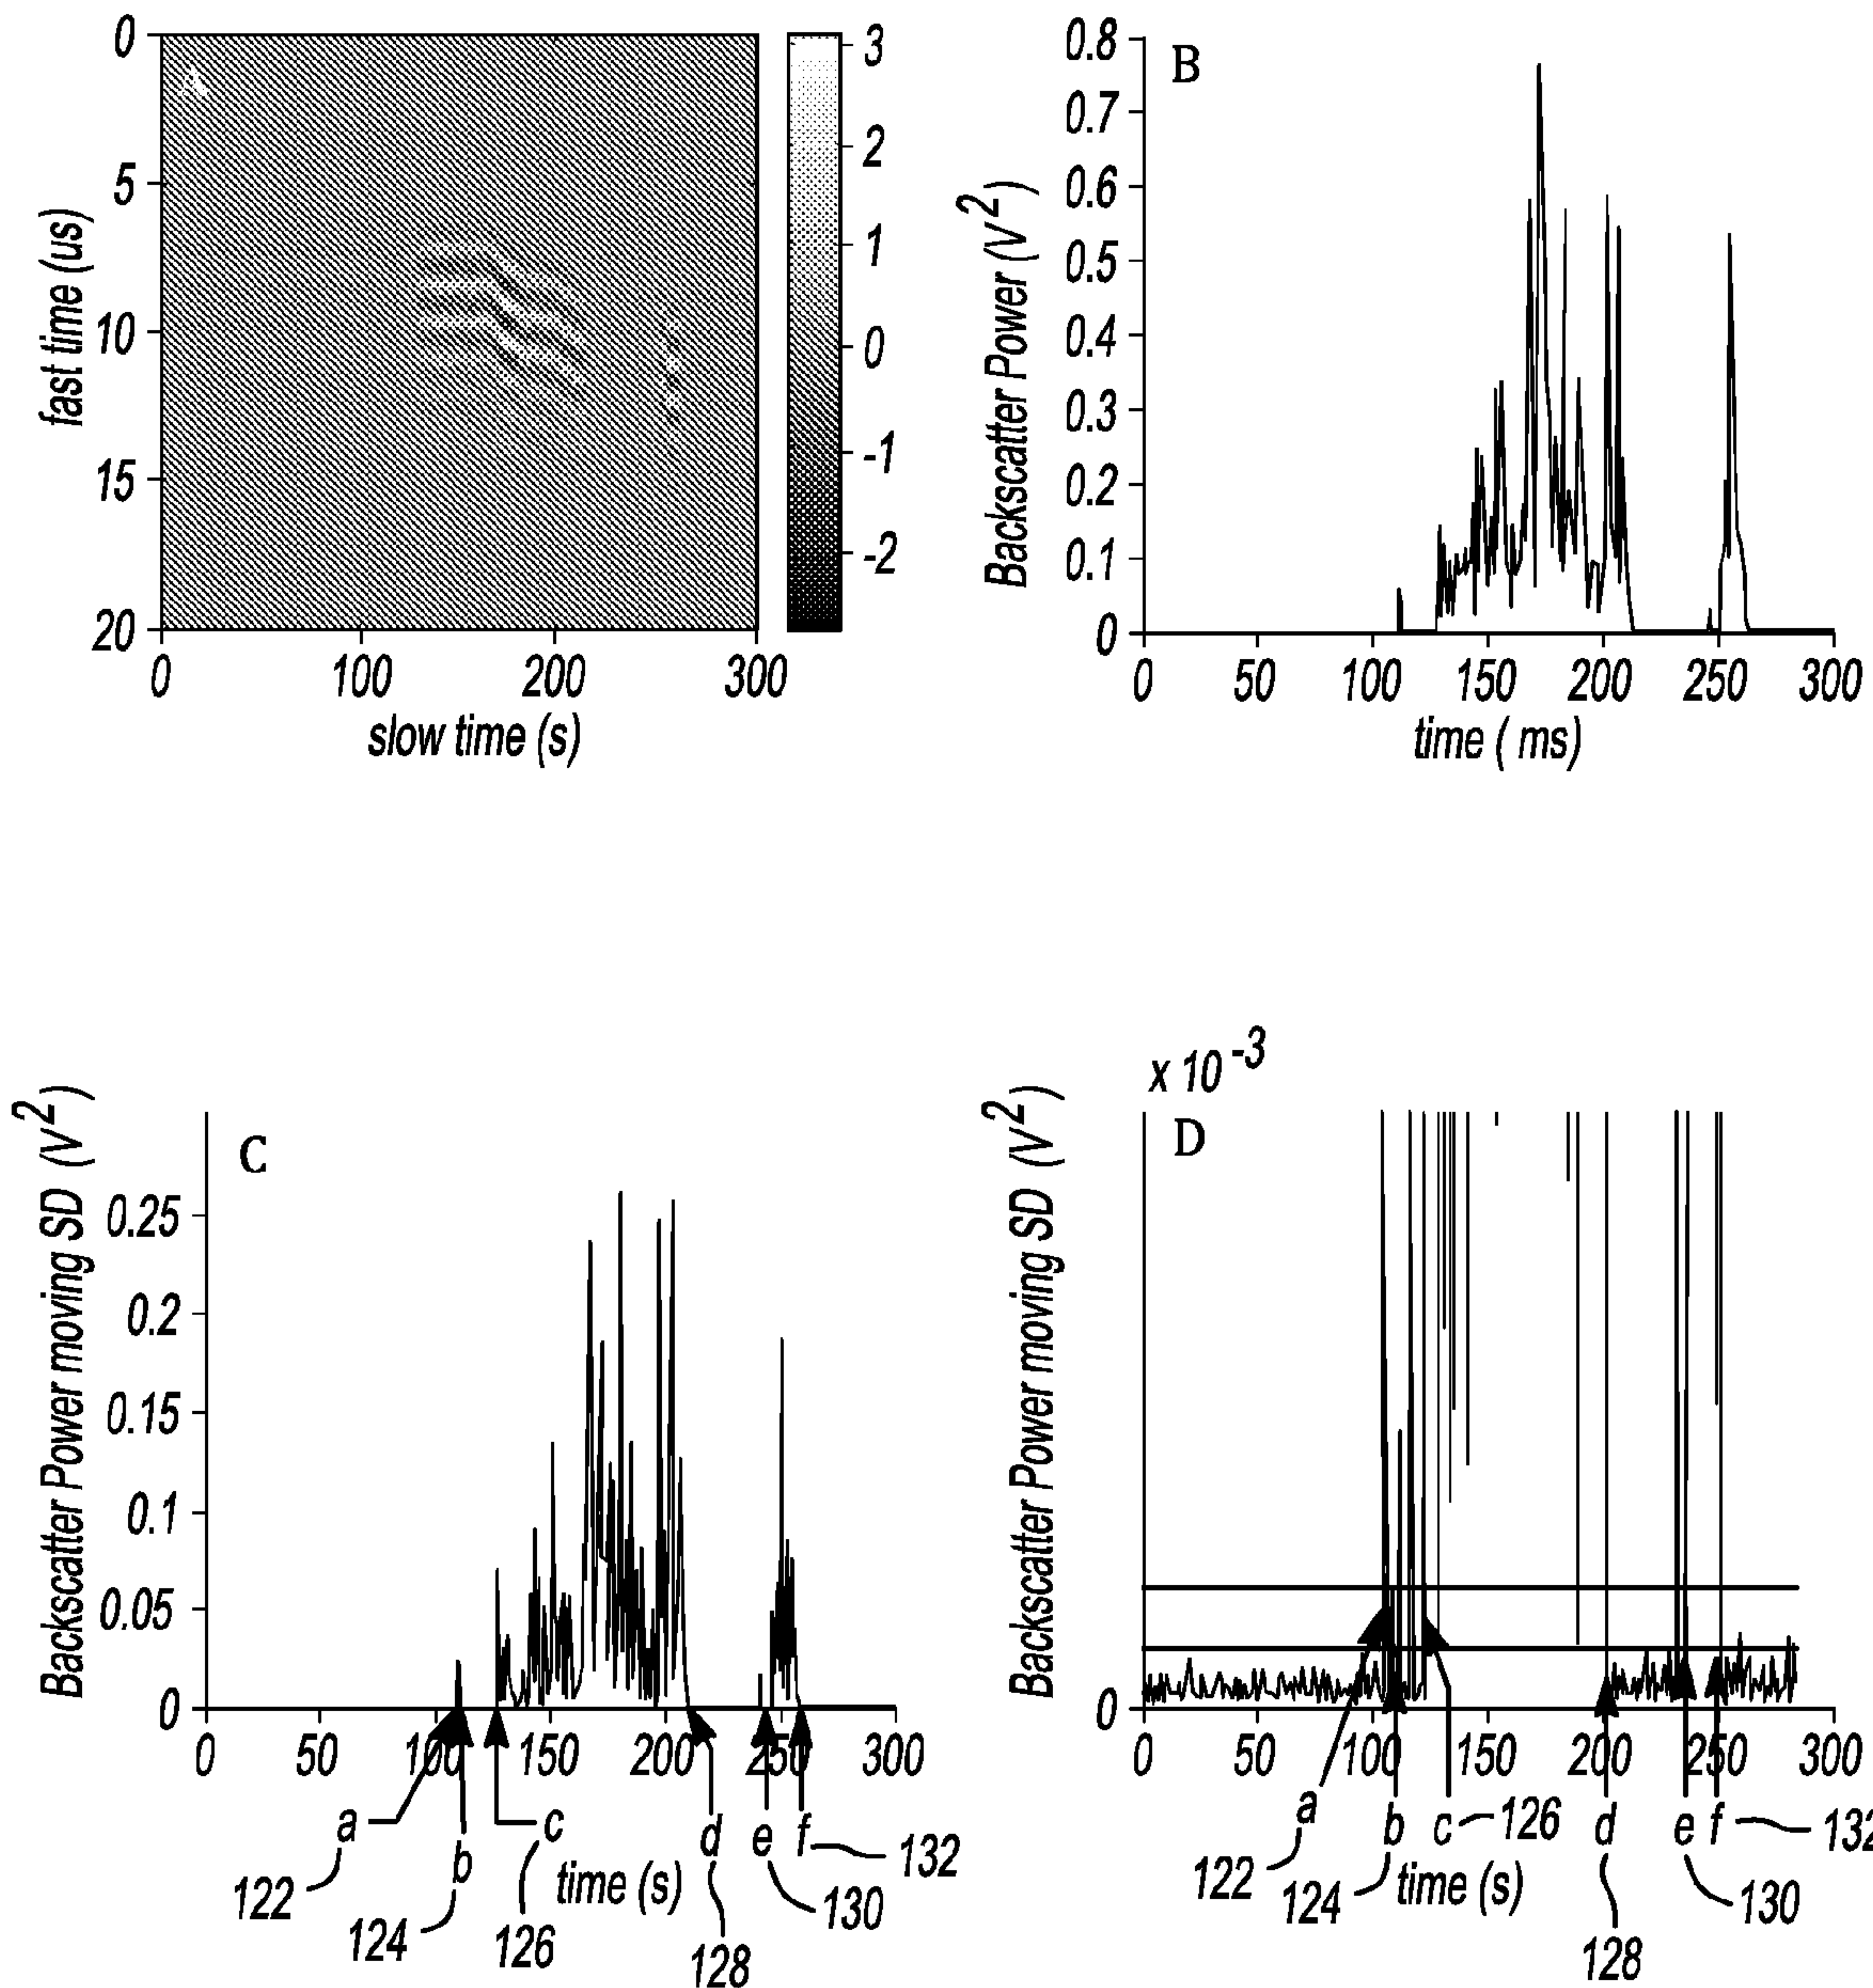 A
0
5
10
15
20
fast time (us)
0 100 200 300
slow time (s)
3
2
1
0
-1
-2
B
0.8
0.7
0.6
0.5
0.4
0.3
0.2
0.1
0
Backscatter Power (V2)
0 50 100 150 200 250 300
time ( ms)
C
0.25
0.2
0.15
0.1
0.05
0
Backscatter Power moving SD (V2)
0 50 100 150 200 250 300
a b c d e f
time (s)
122 124 126 128 130 132
x 10 -3
D
Backscatter Power moving SD (V2)
0
0 50 100 150 200 250 300
a b c 126 d e f 132
time (s)
122 124 128 130